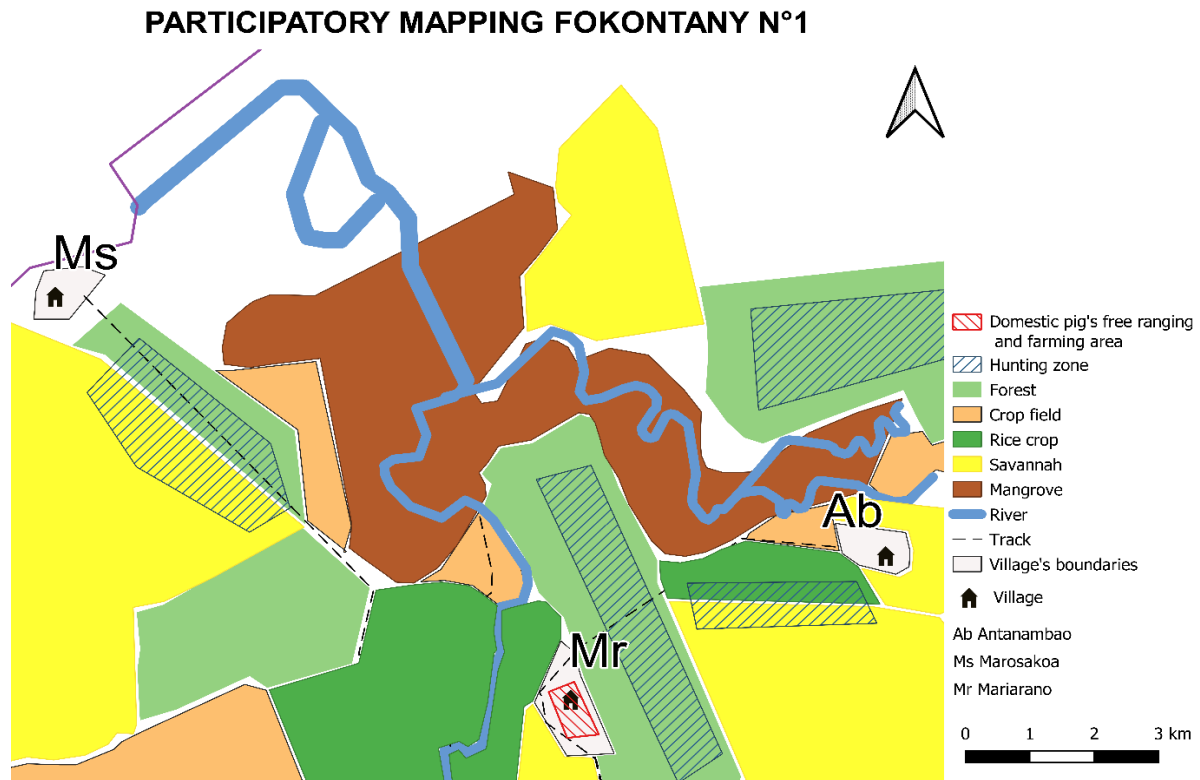 PARTICIPATORY MAPPING FOKONTANY N°1
Ms
Ab
Mr
Domestic pig's free ranging
and farming area
Hunting zone
Forest
Crop field
Rice crop
Savannah
Mangrove
River
Track
Village's boundaries
Village
Ab Antanambao
Ms Marosakoa
Mr Mariarano
0 1 2 3 km